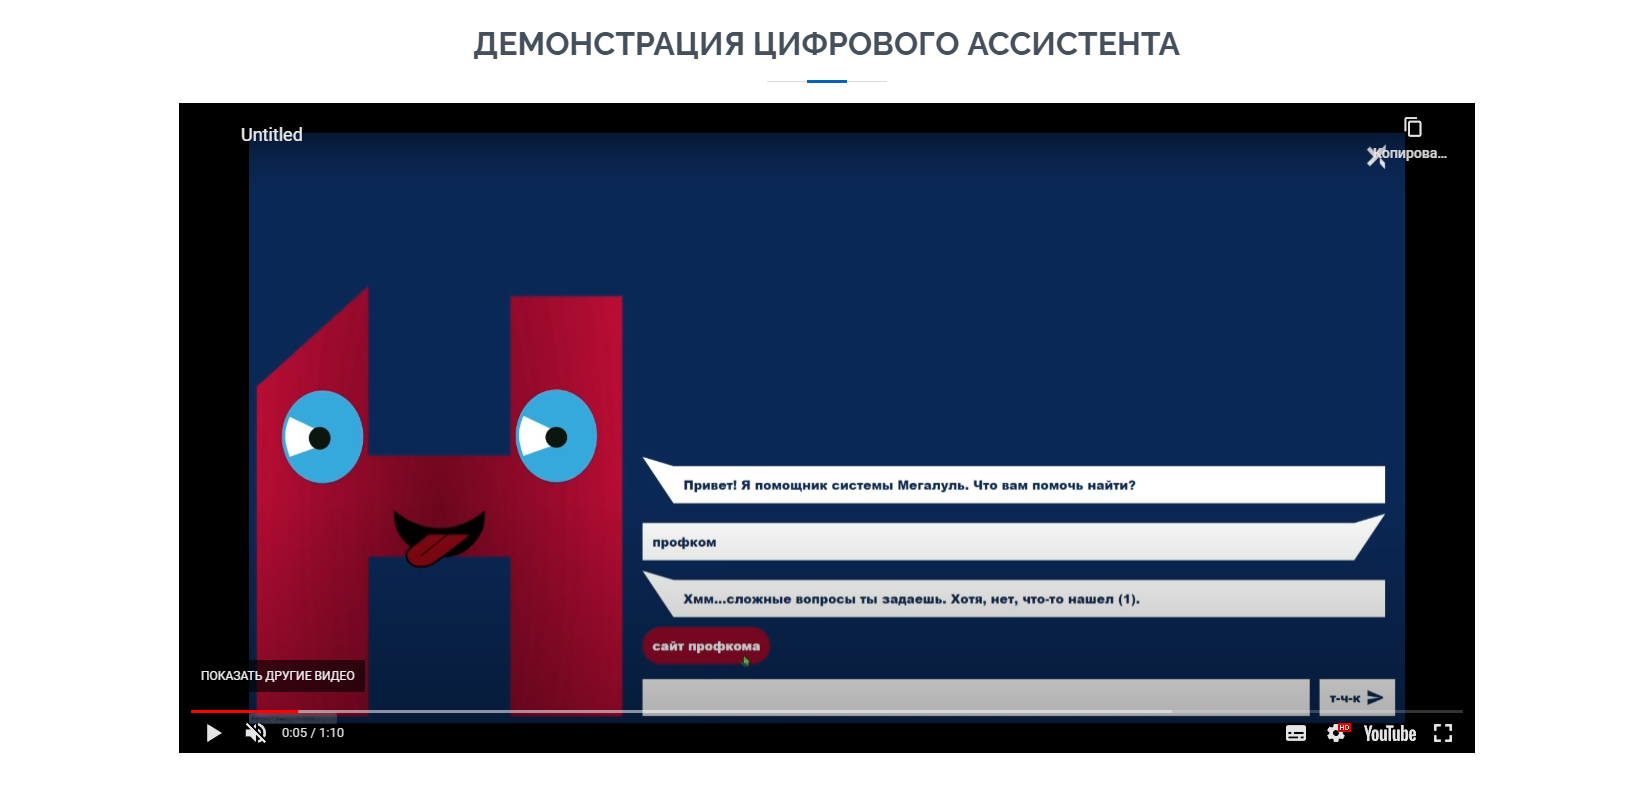 ДЕМОНСТРАЦИЯ ЦИФРОВОГО АССИСТЕНТА
Untitled
Копирова...
Привет! Я помощник системы Мегалуль. Что вам помочь найти?
профком
Хмм...сложные вопросы ты задаешь. Хотя, нет, что-то нашел (1).
сайт профкома
ПОКАЗАТЬ ДРУГИЕ ВИДЕО
т-ч-к
0:05 / 1:10
HD
YouTube